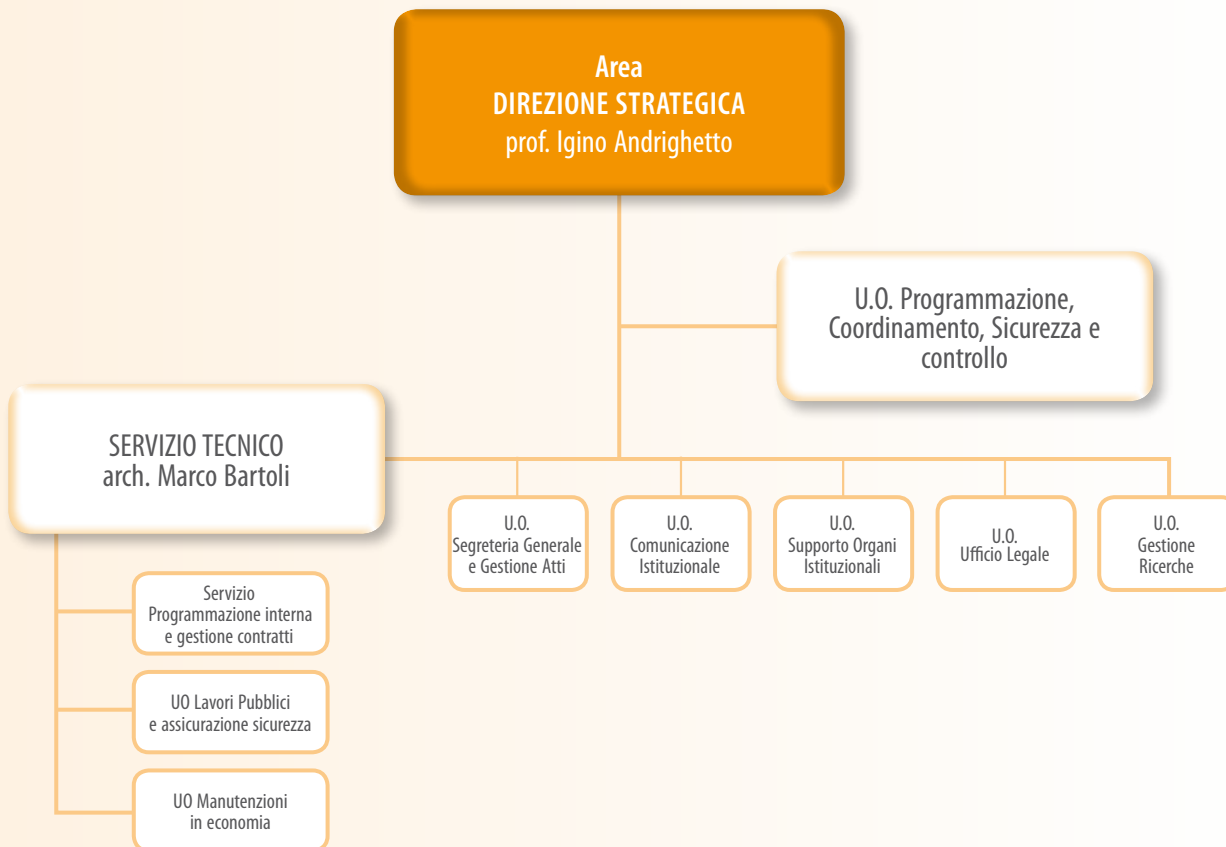 Area
DIREZIONE STRATEGICA
prof. Igino Andrighetto
U.O. Programmazione,
Coordinamento, Sicurezza e
controllo
SERVIZIO TECNICO
arch. Marco Bartoli
U.O.
Segreteria Generale
e Gestione Atti
U.O.
Comunicazione
Istituzionale
U.O.
Supporto Organi
Istituzionali
U.O.
Ufficio Legale
U.O.
Gestione
Ricerche
Servizio
Programmazione interna
e gestione contratti
UO Lavori Pubblici
e assicurazione sicurezza
UO Manutenzioni
in economia